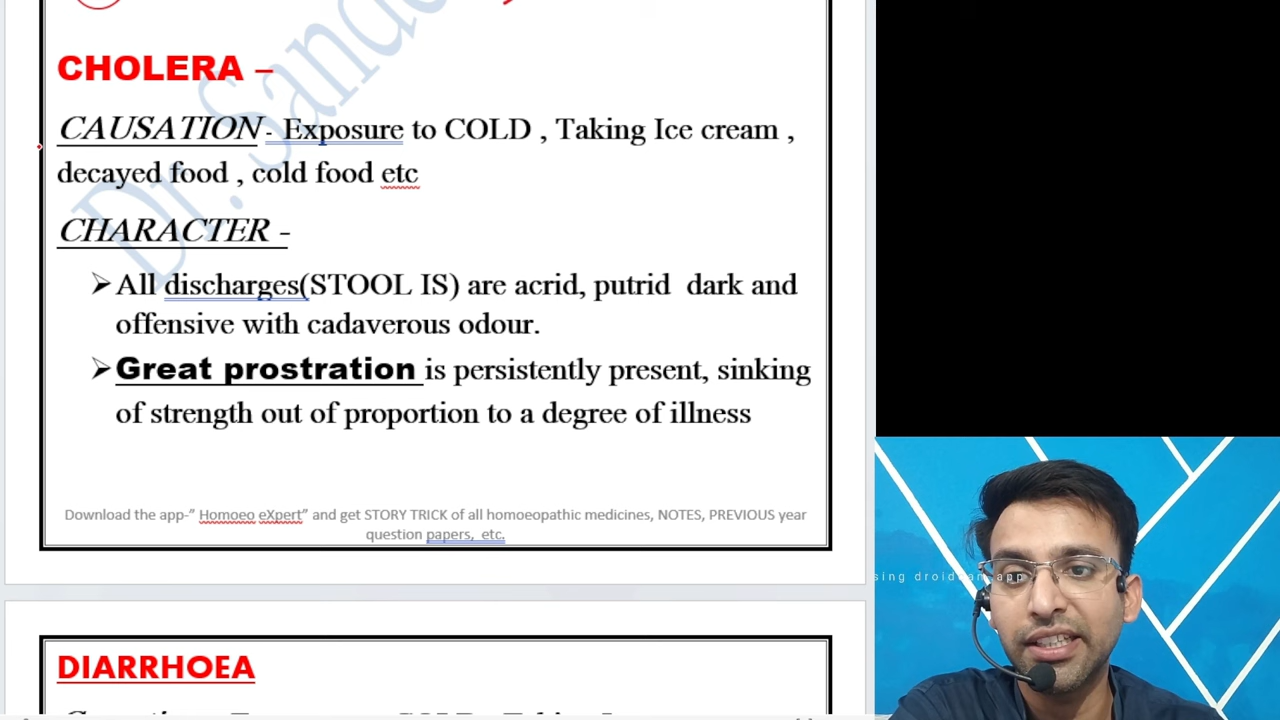 CHOLERA –
CAUSATION - Exposure to COLD , Taking Ice cream ,
decayed food , cold food etc
CHARACTER -
➢ All discharges(STOOL IS) are acrid, putrid dark and
offensive with cadaverous odour.
➢ Great prostration is persistently present, sinking
of strength out of proportion to a degree of illness
Download the app-” Homoeo eXpert” and get STORY TRICK of all homoeopathic medicines, NOTES, PREVIOUS year
question papers, etc.
DIARRHOEA